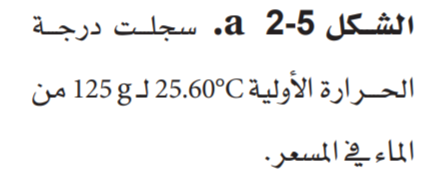 الشكل 5-2 a. سجلت درجة
الحرارة الأولية 25.60°C لـ 125 g من
الماء في المسعر.